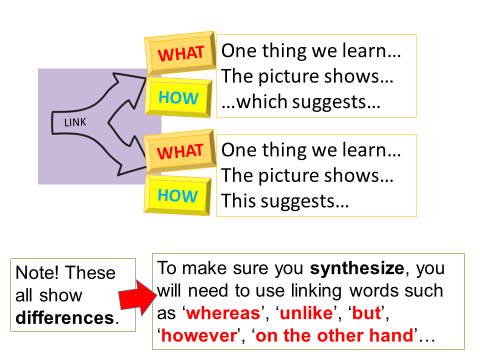 WHAT
One thing we learn…
The picture shows…
HOW
…which suggests…
LINK
WHAT
One thing we learn…
The picture shows…
HOW
This suggests…
Note! These
all show
differences.
To make sure you synthesize, you
will need to use linking words such
as ‘whereas’, ‘unlike’, ‘but’,
‘however’, ‘on the other hand’…